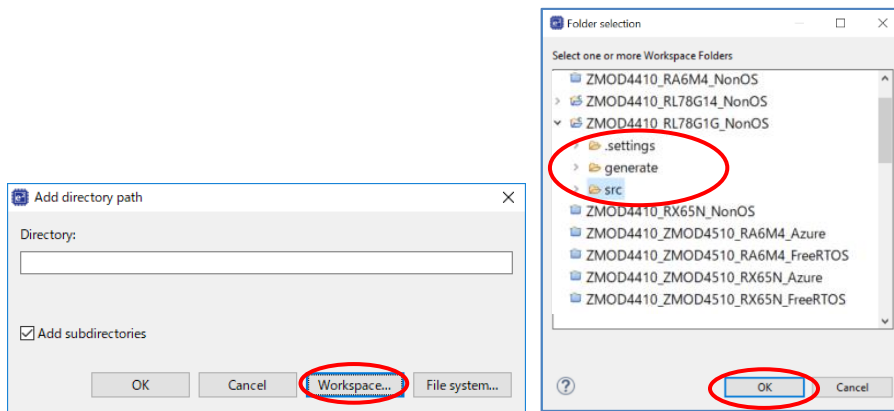 Add directory path
Directory:
Add subdirectories
OK
Cancel
Workspace...
File system...
Folder selection
Select one or more Workspace Folders
ZMOD4410_RA6M4_NonOS
ZMOD4410_RL78G14_NonOS
ZMOD4410_RL78G1G_NonOS
.settings
generate
src
ZMOD4410_RX65N_NonOS
ZMOD4410_ZMOD4510_RA6M4_Azure
ZMOD4410_ZMOD4510_RA6M4_FreeRTOS
ZMOD4410_ZMOD4510_RX65N_Azure
ZMOD4410_ZMOD4510_RX65N_FreeRTOS
?
OK
Cancel